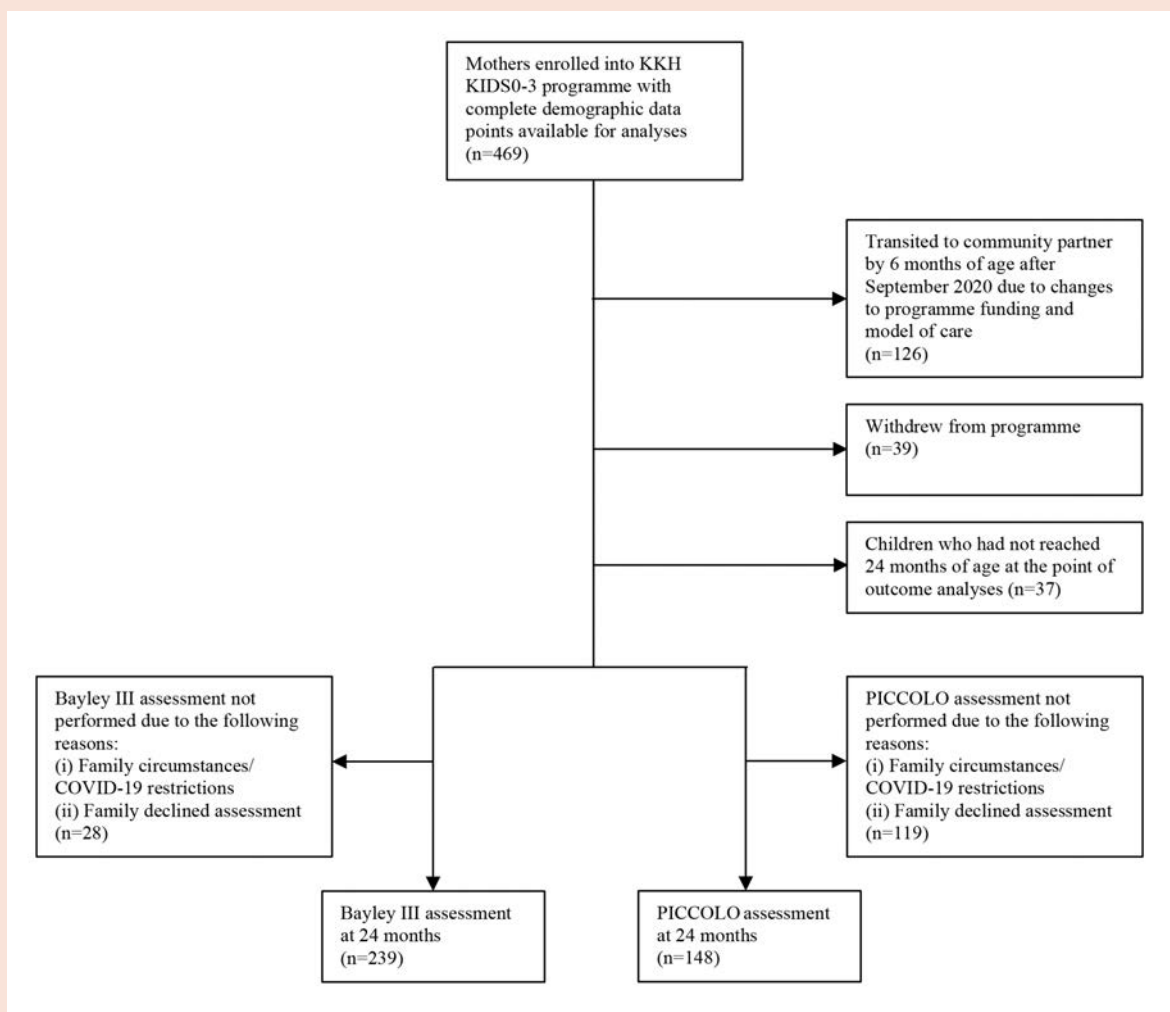 Mothers enrolled into KKH
KIDS0-3 programme with
complete demographic data
points available for analyses
(n=469)
Transited to community partner
by 6 months of age after
September 2020 due to changes
to programme funding and
model of care
(n=126)
Withdrew from programme
(n=39)
Children who had not reached
24 months of age at the point of
outcome analyses (n=37)
Bayley III assessment not
performed due to the following
reasons:
(i) Family circumstances/
COVID-19 restrictions
(ii) Family declined assessment
(n=28)
PICCOLO assessment not
performed due to the following
reasons:
(i) Family circumstances/
COVID-19 restrictions
(ii) Family declined assessment
(n=119)
Bayley III assessment
at 24 months
(n=239)
PICCOLO assessment
at 24 months
(n=148)